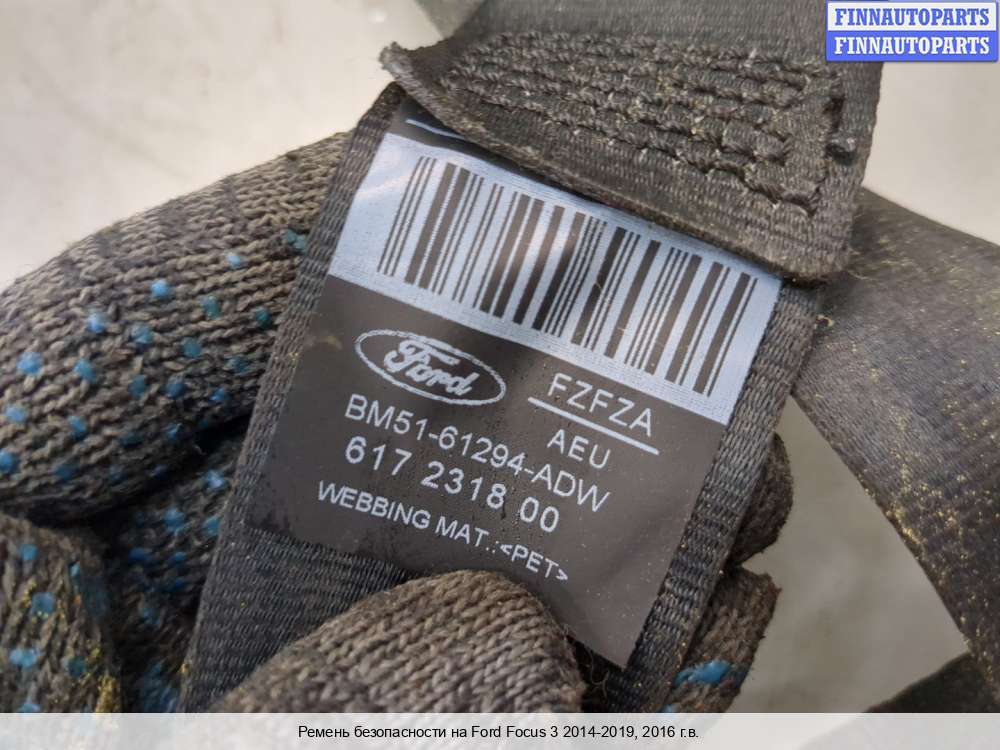 FINNAUTOPARTS
FINNAUTOPARTS
Ford
FZFZA
AEU
BM51-61294-ADW
617 2318 00
WEBBING MAT.:<PET>
Ремень безопасности на Ford Focus 3 2014-2019, 2016 г.в.